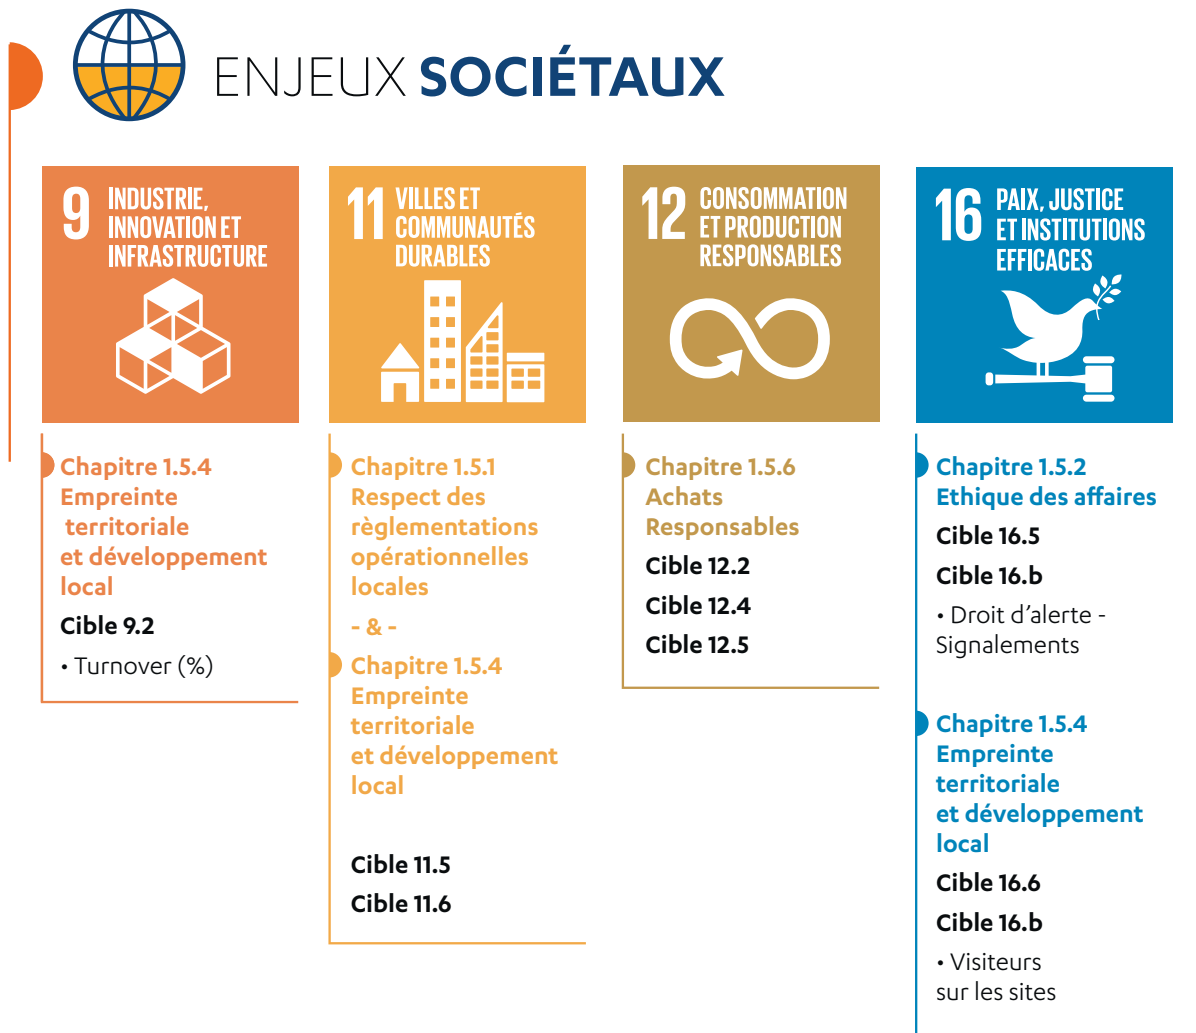 ENJEUX SOCIÉTAUX
9 INDUSTRIE,
INNOVATION ET
INFRASTRUCTURE
Chapitre 1.5.4
Empreinte
territoriale
et développement
local
Cible 9.2
• Turnover (%)
11 VILLES ET
COMMUNAUTÉS
DURABLES
Chapitre 1.5.1
Respect des
règlementations
opérationnelles
locales
- & -
Chapitre 1.5.4
Empreinte
territoriale
et développement
local
Cible 11.5
Cible 11.6
12 CONSOMMATION
ET PRODUCTION
RESPONSABLES
Chapitre 1.5.6
Achats
Responsables
Cible 12.2
Cible 12.4
Cible 12.5
16 PAIX, JUSTICE
ET INSTITUTIONS
EFFICACES
Chapitre 1.5.2
Ethique des affaires
Cible 16.5
Cible 16.b
• Droit d’alerte -
Signalements
Chapitre 1.5.4
Empreinte
territoriale
et développement
local
Cible 16.6
Cible 16.b
• Visiteurs
sur les sites